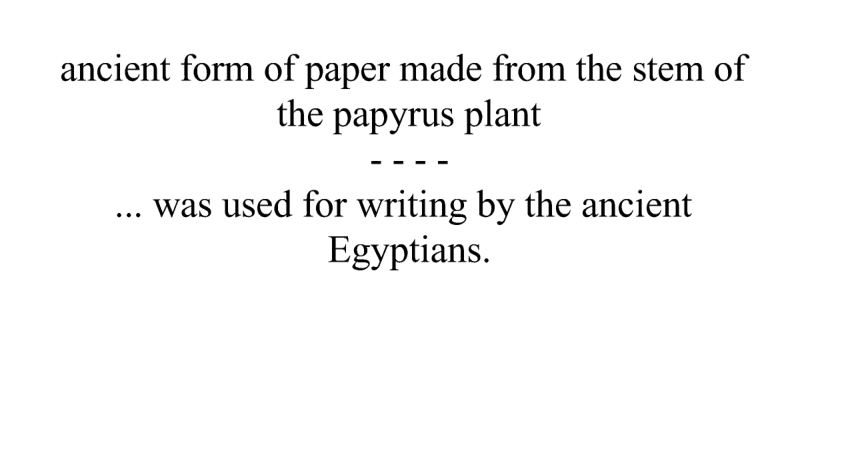 ancient form of paper made from the stem of
the papyrus plant
- - - -
... was used for writing by the ancient
Egyptians.